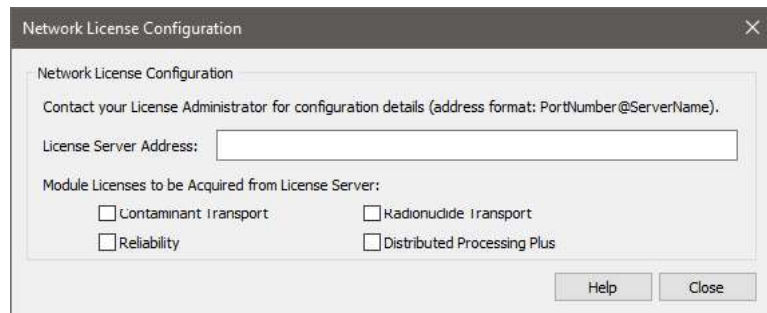 Network License Configuration
Network License Configuration
Contact your License Administrator for configuration details (address format: PortNumber@ServerName).
License Server Address:
Module Licenses to be Acquired from License Server:
Contaminant Transport Radionuclide Transport
Reliability Distributed Processing Plus
Help Close